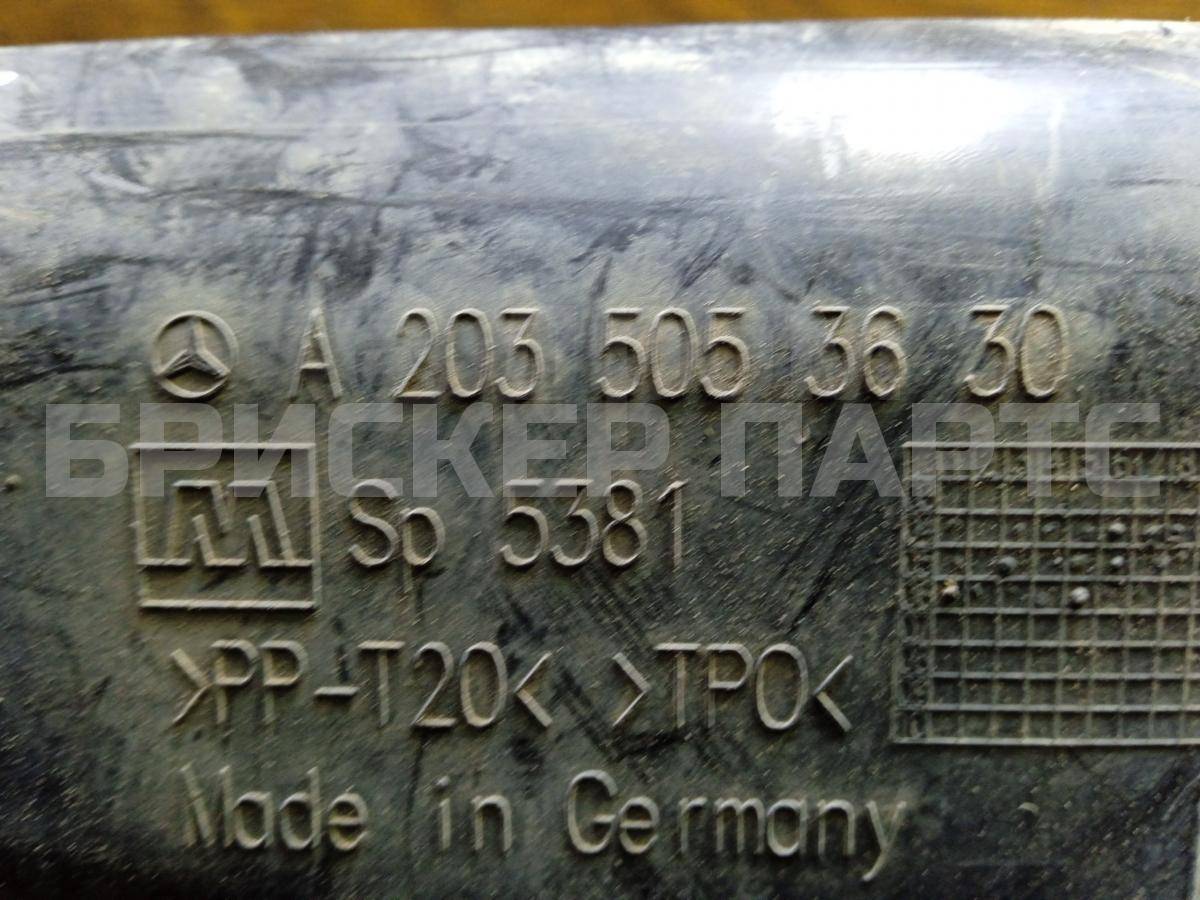 A 203 505 36 30
БРИСКЕР ПАРТС
Sp 5381
>PP-T20< >TPO<
Made in Germany